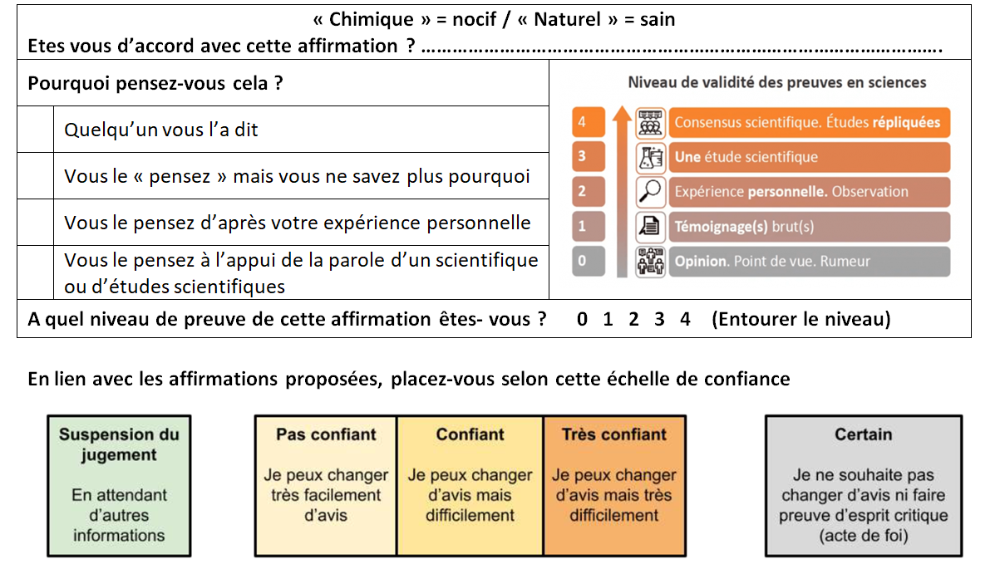 « Chimique » = nocif / « Naturel » = sain
Etes vous d’accord avec cette affirmation ? ……………………………………………………………………………………….
Pourquoi pensez-vous cela ?
Quelqu’un vous l’a dit
Vous le « pensez » mais vous ne savez plus pourquoi
Vous le pensez d’après votre expérience personnelle
Vous le pensez à l’appui de la parole d’un scientifique
ou d’études scientifiques
Niveau de validité des preuves en sciences
4 Consensus scientifique. Études répliquées
3 Une étude scientifique
2 Expérience personnelle. Observation
1 Témoignage(s) brut(s)
0 Opinion. Point de vue. Rumeur
A quel niveau de preuve de cette affirmation êtes- vous ? 0 1 2 3 4 (Entourer le niveau)
En lien avec les affirmations proposées, placez-vous selon cette échelle de confiance
Suspension du
jugement
En attendant
d’autres
informations
Pas confiant
Je peux changer
très facilement
d’avis
Confiant
Je peux changer
d’avis mais
difficilement
Très confiant
Je peux changer
d’avis mais très
difficilement
Certain
Je ne souhaite pas
changer d’avis ni faire
preuve d’esprit critique
(acte de foi)